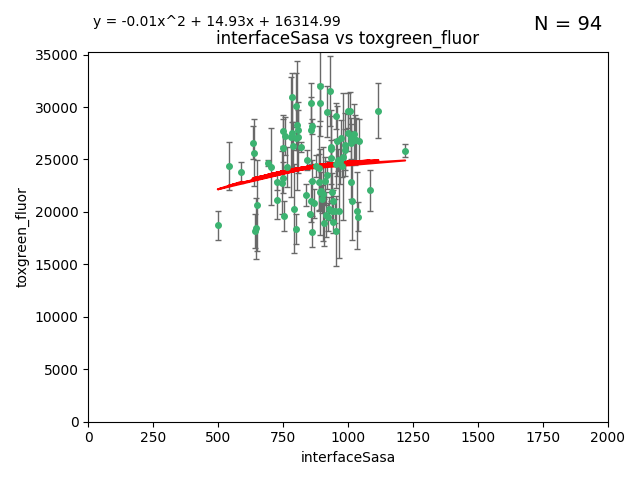 y = -0.01x^2 + 14.93x + 16314.99
N = 94
interfaceSasa vs toxgreen_fluor
35000
30000
25000
20000
15000
10000
5000
0
toxgreen_fluor
0 250 500 750 1000 1250 1500 1750 2000
interfaceSasa